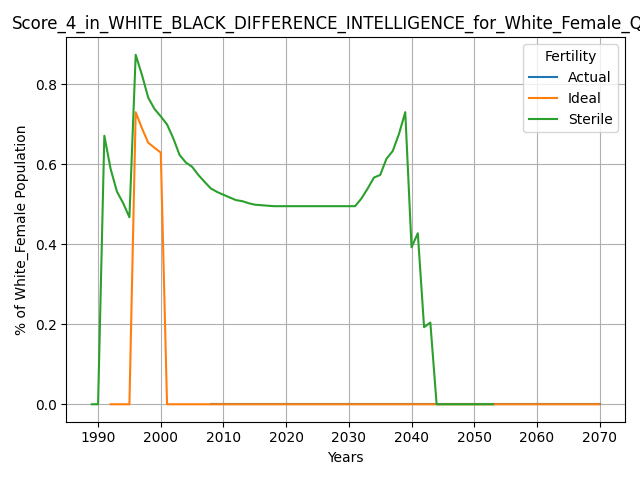 Score_4_in_WHITE_BLACK_DIFFERENCE_INTELLIGENCE_for_White_Female_Q
Fertility
Actual
Ideal
Sterile
% of White_Female Population
0.8
0.6
0.4
0.2
0.0
1990 2000 2010 2020 2030 2040 2050 2060 2070
Years